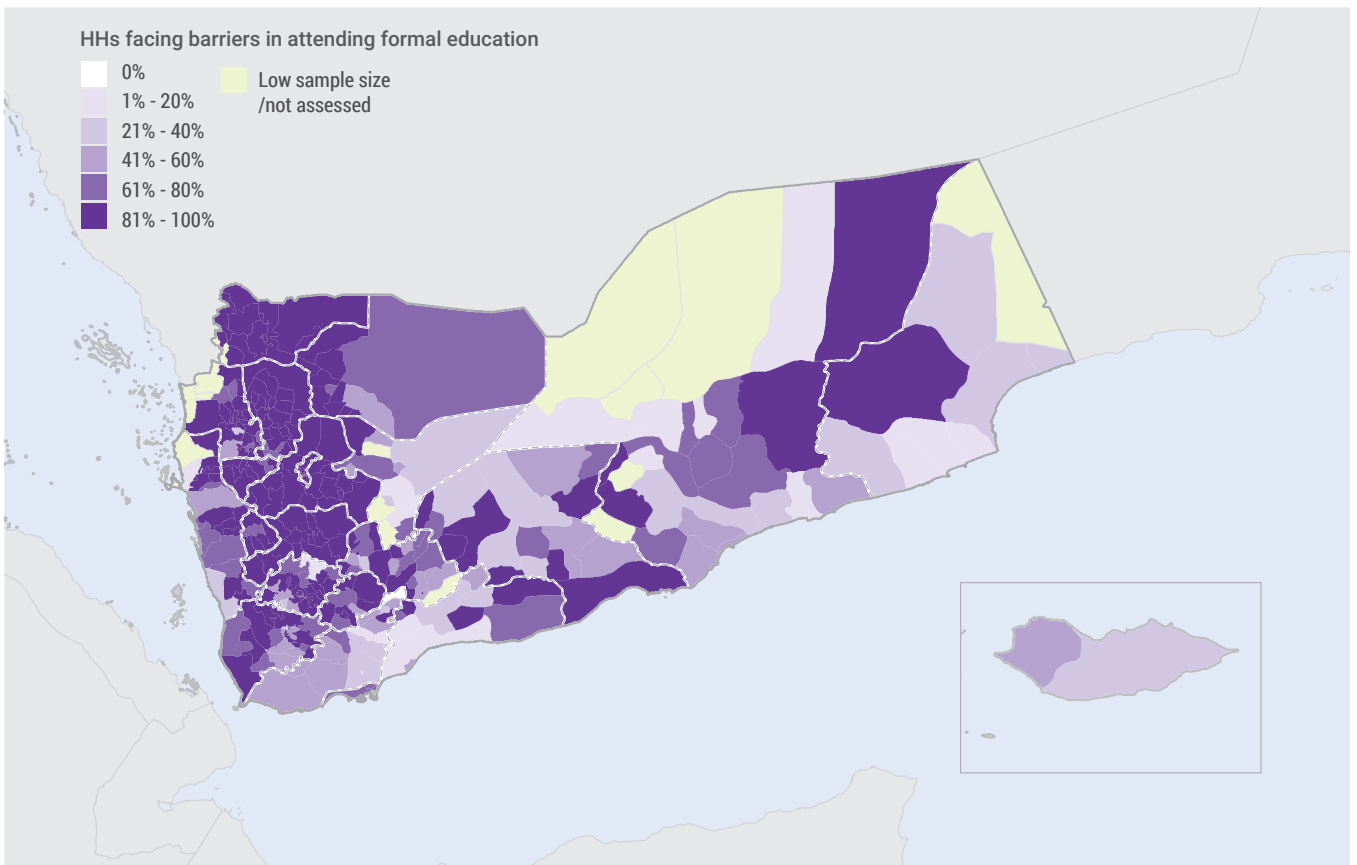 HHs facing barriers in attending formal education
0%
1% - 20%
21% - 40%
41% - 60%
61% - 80%
81% - 100%
Low sample size
/not assessed